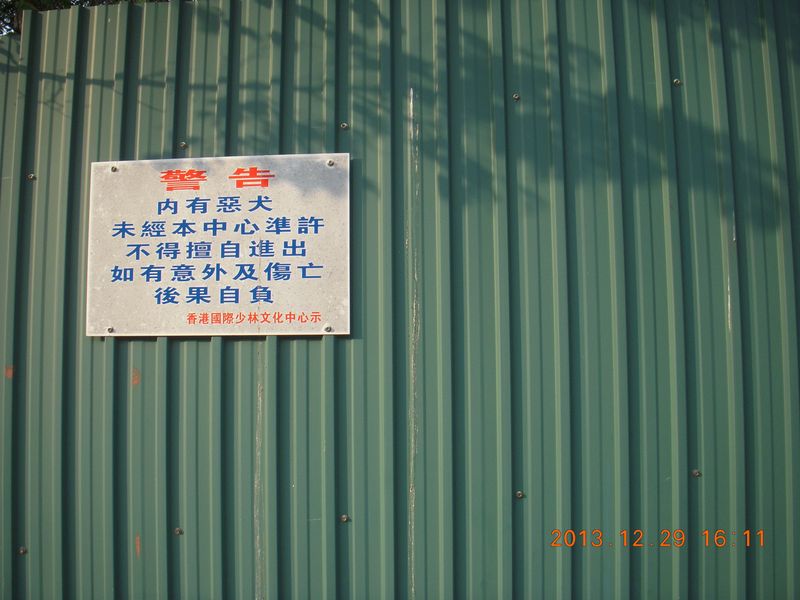 警告
内有惡犬
未經本中心準許
不得擅自進出
如有意外及傷亡
後果自負
香港國際少林文化中心示
2013.12.29 16:11